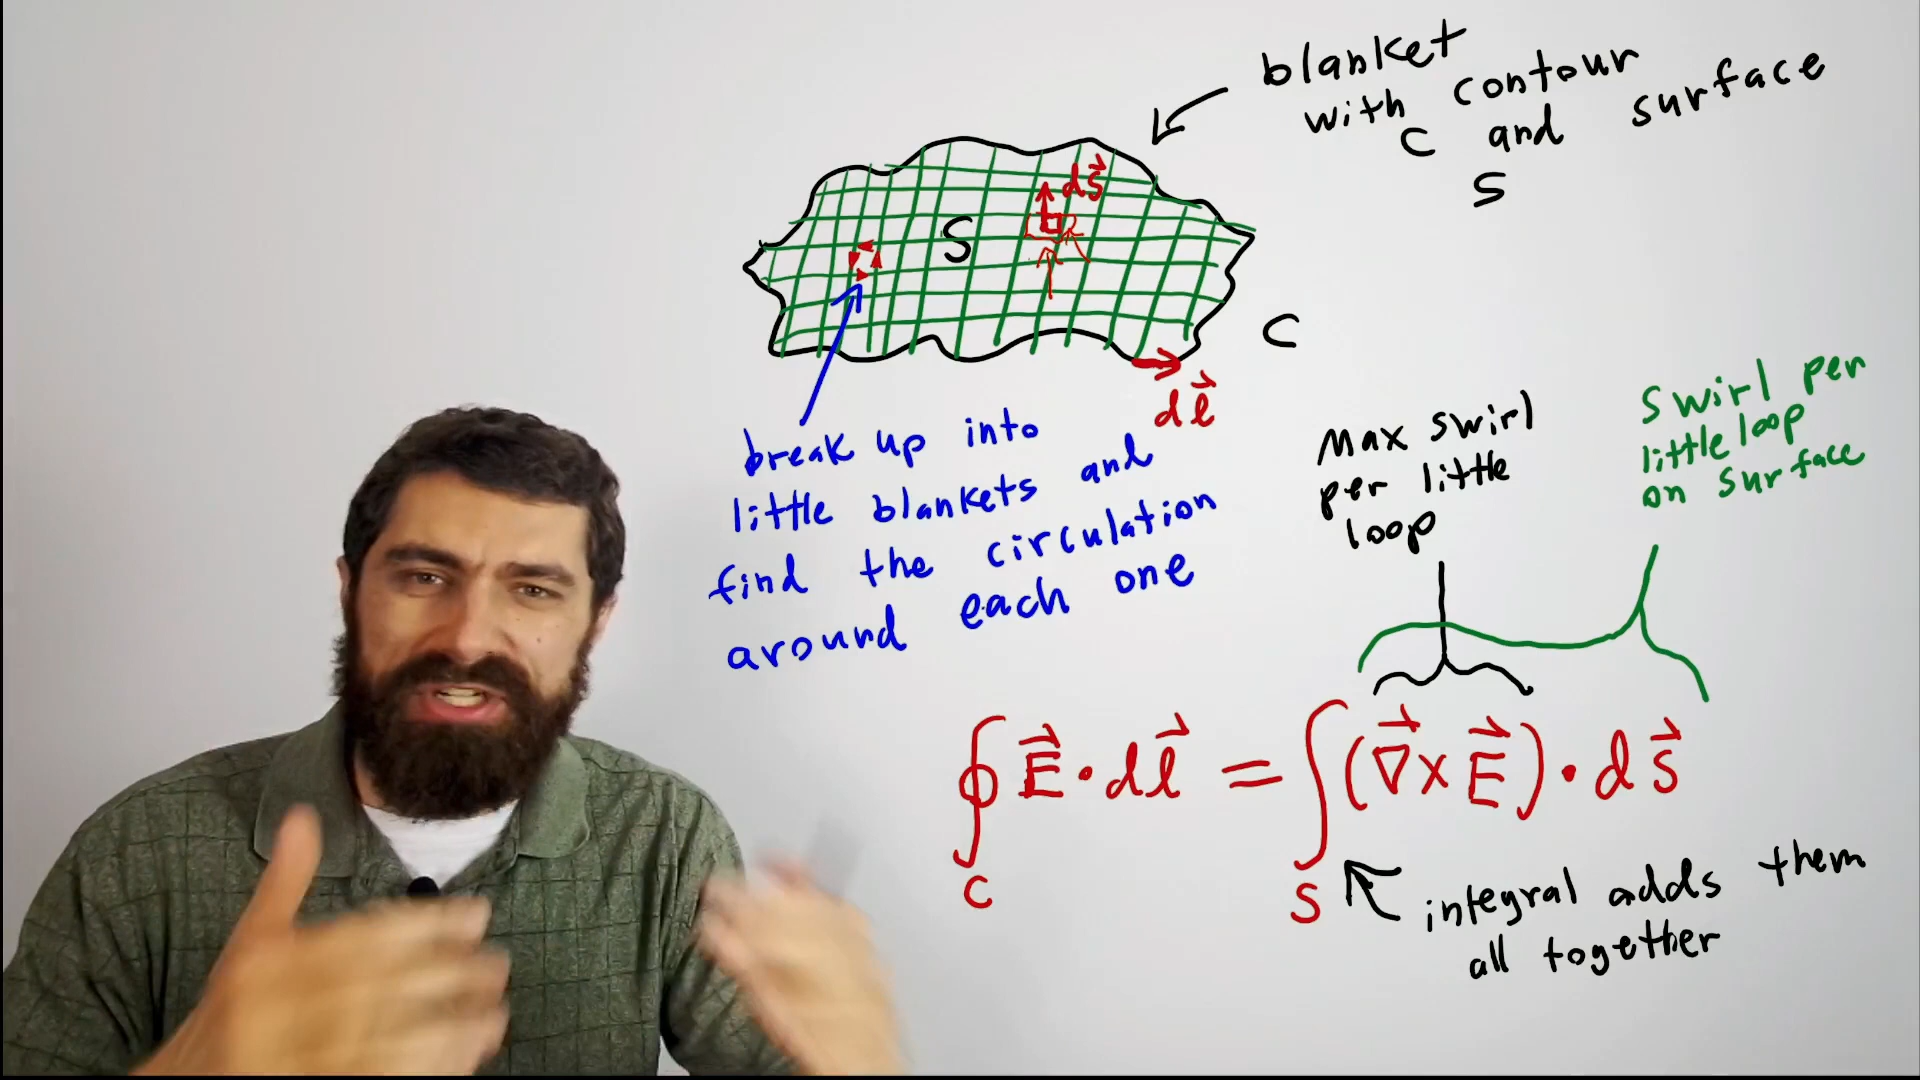 blanket
with contour
C and surface
S
dS⃗
S
C
dℓ⃗
break up into
little blankets and
find the circulation
around each one
Max swirl
per little
loop
Swirl per
little loop
on surface
∮ E⃗ · dℓ⃗ = ∫ (∇⃗ x E⃗) · d s⃗
C S
integral adds them
all together